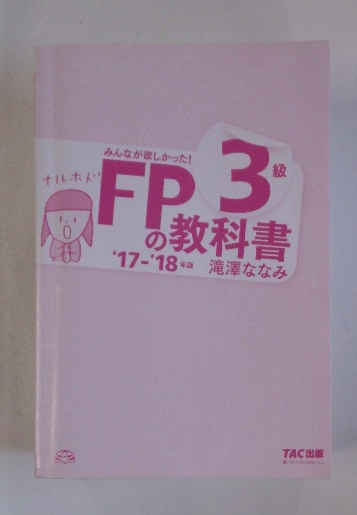 みんなが欲しかった!
ナルホド
FP 3級
の教科書
'17-'18年版 滝澤ななみ
TAC出版